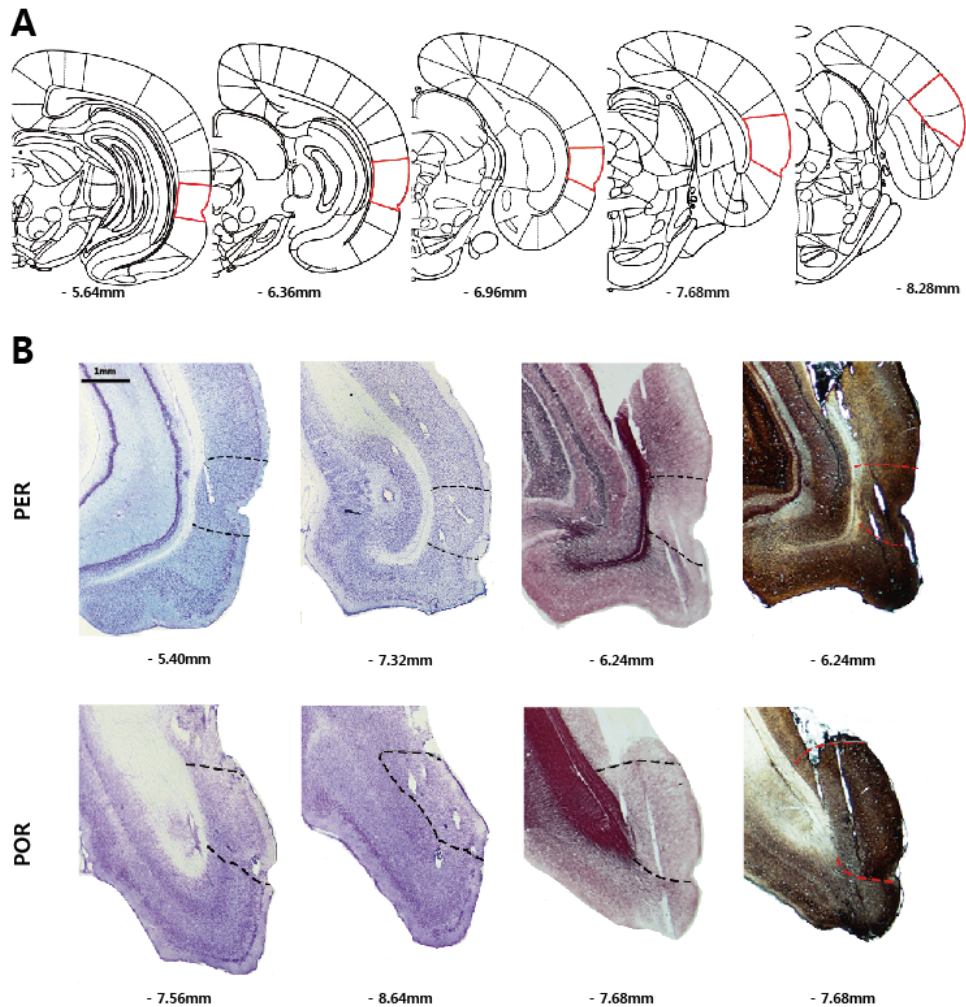 A
- 5.64mm
- 6.36mm
- 6.96mm
- 7.68mm
- 8.28mm
B
1mm
PER
- 5.40mm
- 7.32mm
- 6.24mm
- 6.24mm
POR
- 7.56mm
- 8.64mm
- 7.68mm
- 7.68mm